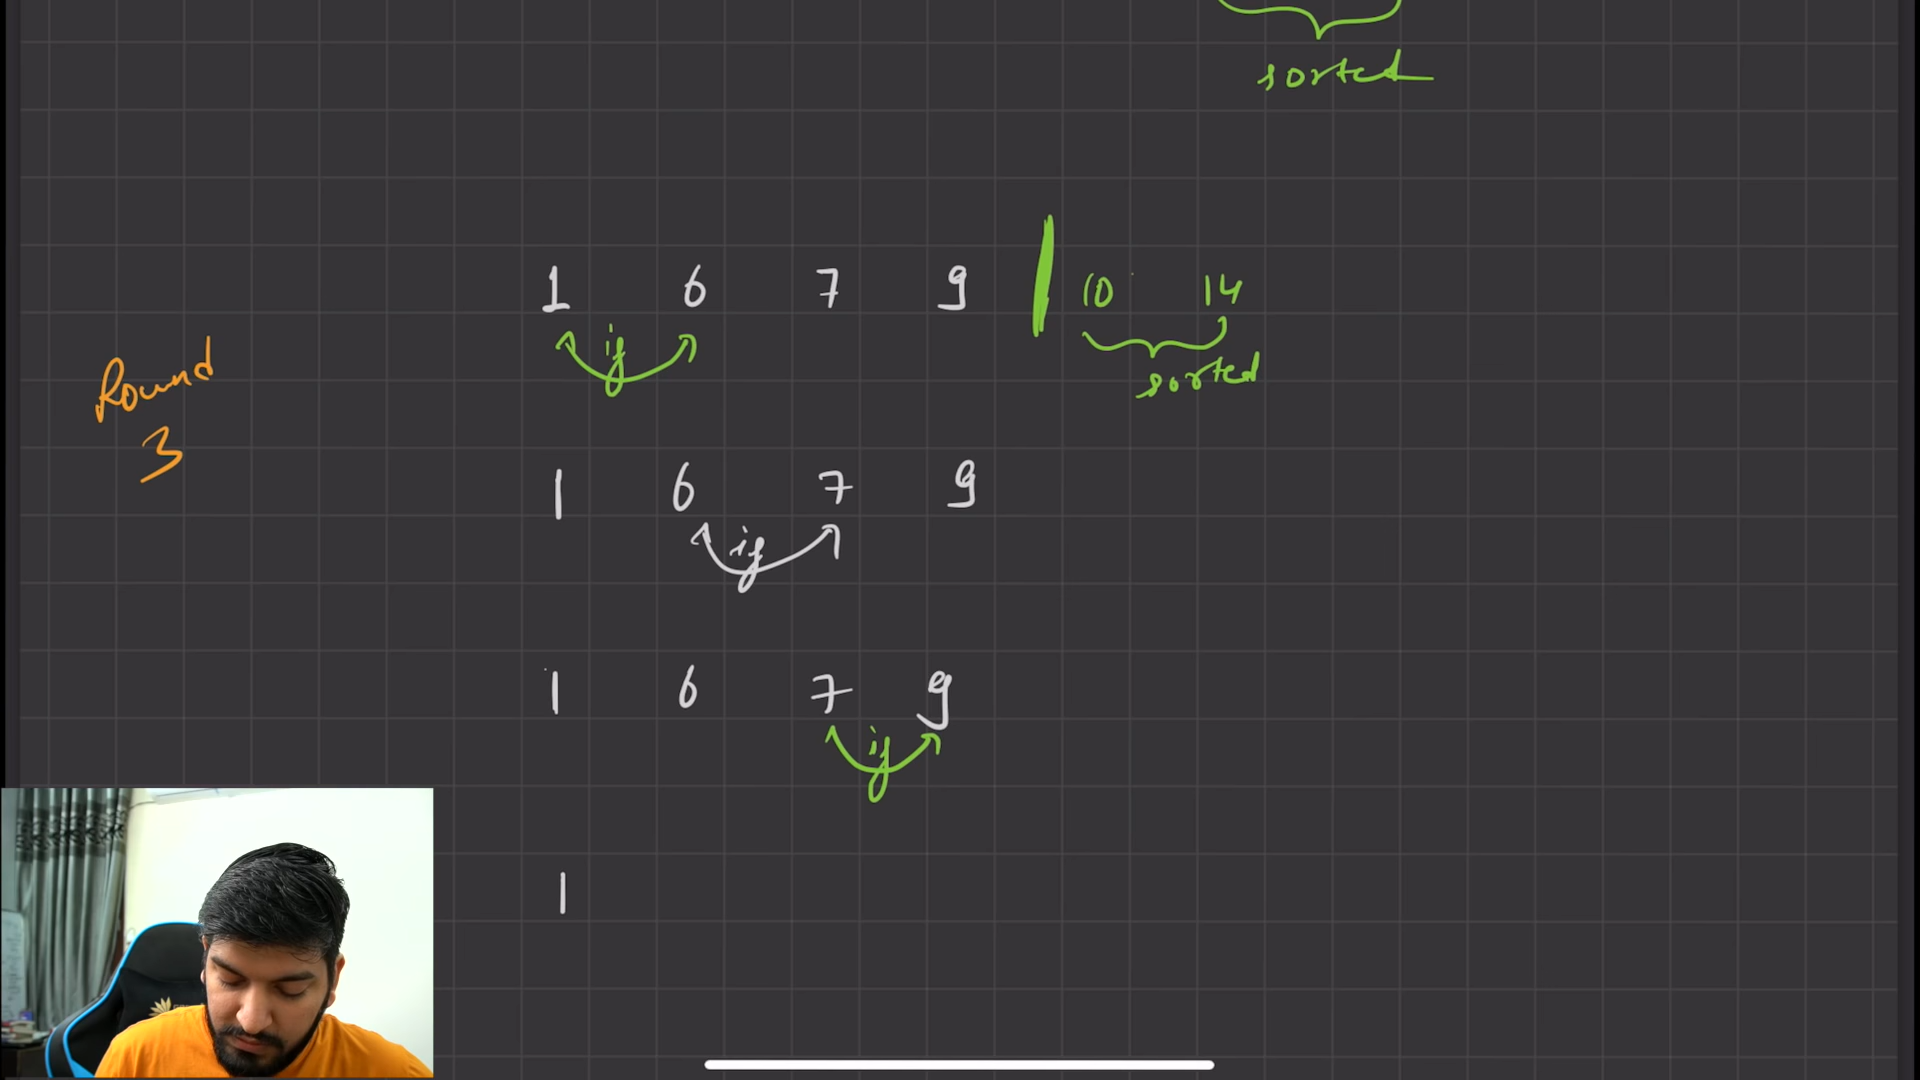 sorted
1 6 7 9 | 10 14
if
sorted
Round
3
1 6 7 9
if
1 6 7 9
if
1